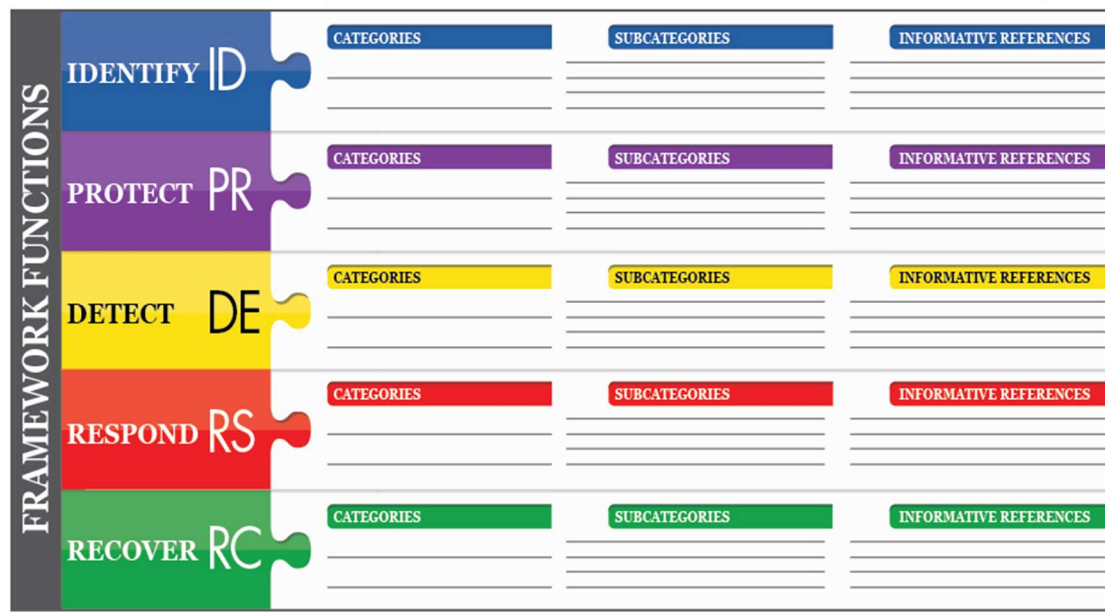 FRAMEWORK FUNCTIONS
IDENTIFY ID
CATEGORIES
SUBCATEGORIES
INFORMATIVE REFERENCES
PROTECT PR
CATEGORIES
SUBCATEGORIES
INFORMATIVE REFERENCES
DETECT DE
CATEGORIES
SUBCATEGORIES
INFORMATIVE REFERENCES
RESPOND RS
CATEGORIES
SUBCATEGORIES
INFORMATIVE REFERENCES
RECOVER RC
CATEGORIES
SUBCATEGORIES
INFORMATIVE REFERENCES